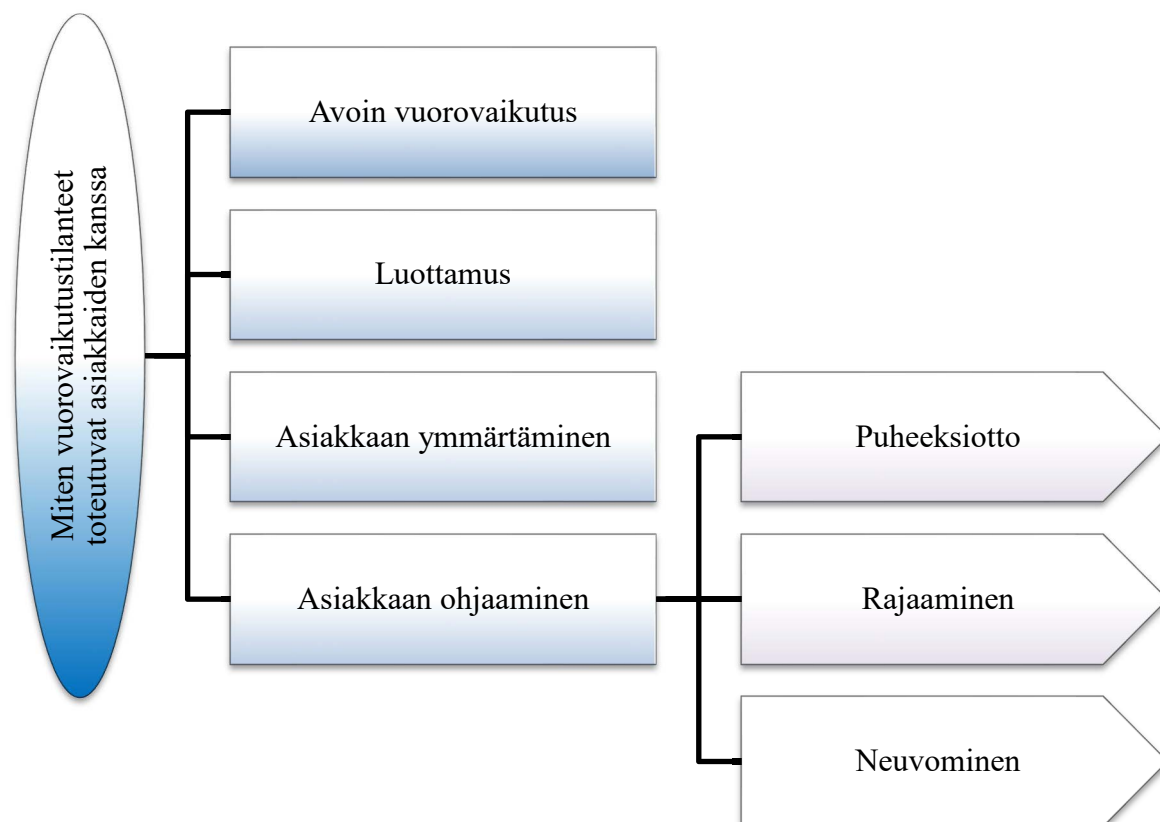 Miten vuorovaikutustilanteet
toteutuvat asiakkaiden kanssa
Avoin vuorovaikutus
Luottamus
Asiakkaan ymmärtäminen
Asiakkaan ohjaaminen
Puheeksiotto
Rajaaminen
Neuvominen